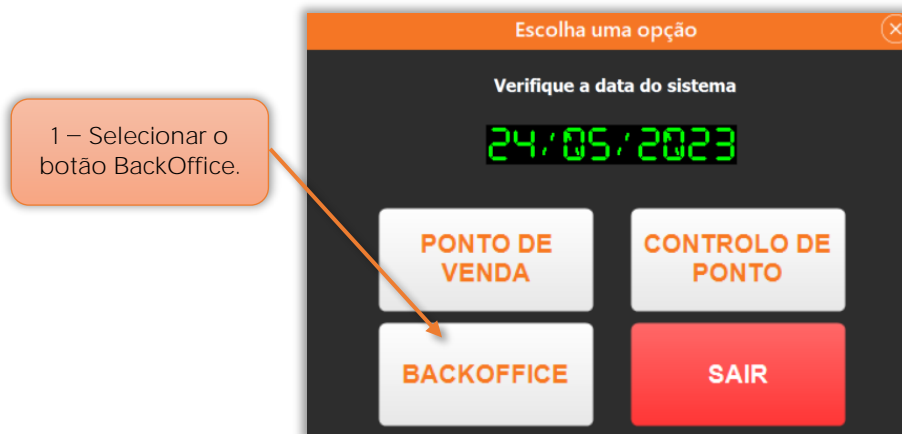 Escolha uma opção
Verifique a data do sistema
24/05/2023
1 – Selecionar o
botão BackOffice.
PONTO DE
VENDA
CONTROLO DE
PONTO
BACKOFFICE
SAIR